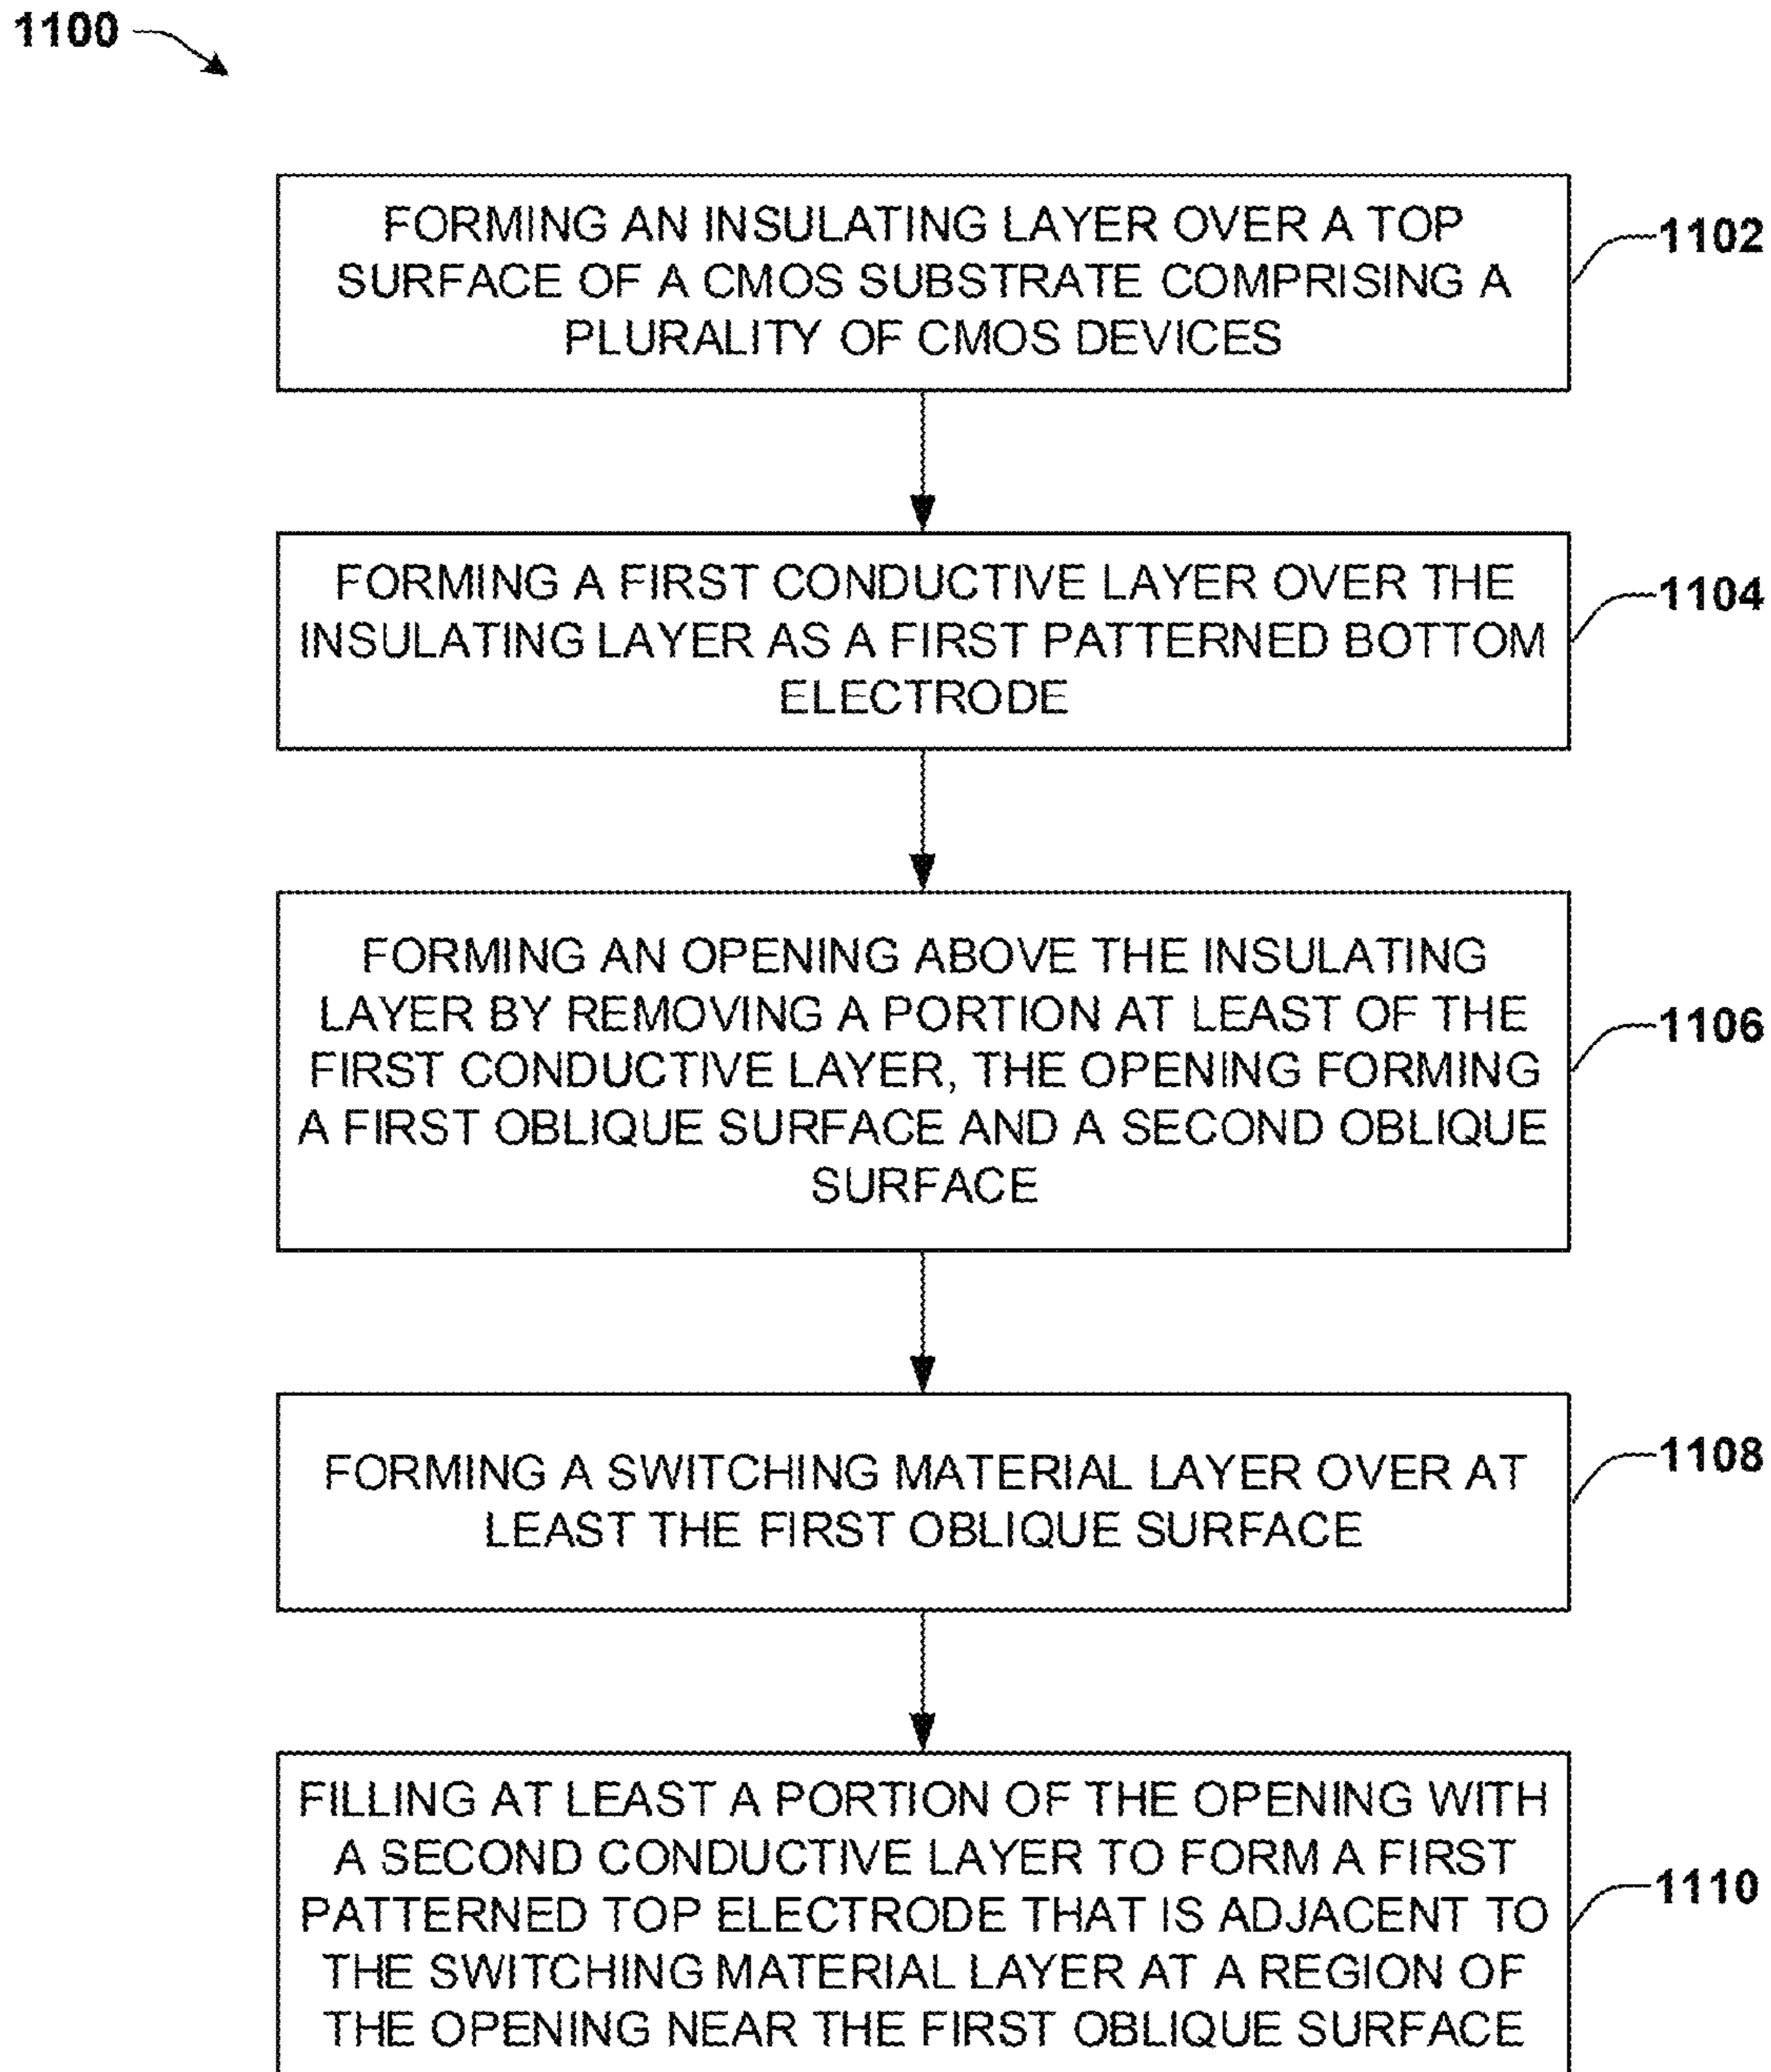 1100
FORMING AN INSULATING LAYER OVER A TOP
SURFACE OF A CMOS SUBSTRATE COMPRISING A
PLURALITY OF CMOS DEVICES
1102
FORMING A FIRST CONDUCTIVE LAYER OVER THE
INSULATING LAYER AS A FIRST PATTERNED BOTTOM
ELECTRODE
1104
FORMING AN OPENING ABOVE THE INSULATING
LAYER BY REMOVING A PORTION AT LEAST OF THE
FIRST CONDUCTIVE LAYER, THE OPENING FORMING
A FIRST OBLIQUE SURFACE AND A SECOND OBLIQUE
SURFACE
1106
FORMING A SWITCHING MATERIAL LAYER OVER AT
LEAST THE FIRST OBLIQUE SURFACE
1108
FILLING AT LEAST A PORTION OF THE OPENING WITH
A SECOND CONDUCTIVE LAYER TO FORM A FIRST
PATTERNED TOP ELECTRODE THAT IS ADJACENT TO
THE SWITCHING MATERIAL LAYER AT A REGION OF
THE OPENING NEAR THE FIRST OBLIQUE SURFACE
1110